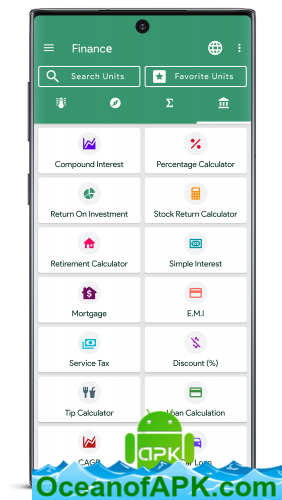 Finance
Search Units
Favorite Units
Σ
Compound Interest
Percentage Calculator
Return On Investment
Stock Return Calculator
Retirement Calculator
Simple Interest
Mortgage
E.M.I
Service Tax
Discount (%)
Tip Calculator
Loan Calculation
CAGR
Loan
APK
OceanofAPK.com